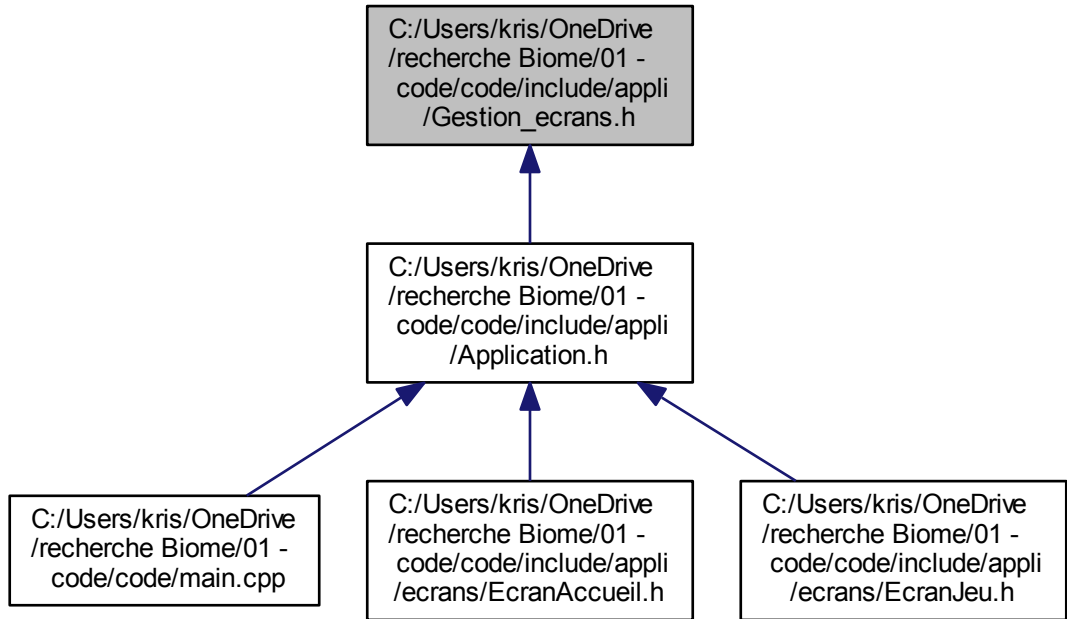 C:/Users/kris/OneDrive
/recherche Biome/01 -
code/code/include/appli
/Gestion_ecrans.h
C:/Users/kris/OneDrive
/recherche Biome/01 -
code/code/include/appli
/Application.h
C:/Users/kris/OneDrive
/recherche Biome/01 -
code/code/main.cpp
C:/Users/kris/OneDrive
/recherche Biome/01 -
code/code/include/appli
/ecrans/EcranAccueil.h
C:/Users/kris/OneDrive
/recherche Biome/01 -
code/code/include/appli
/ecrans/EcranJeu.h